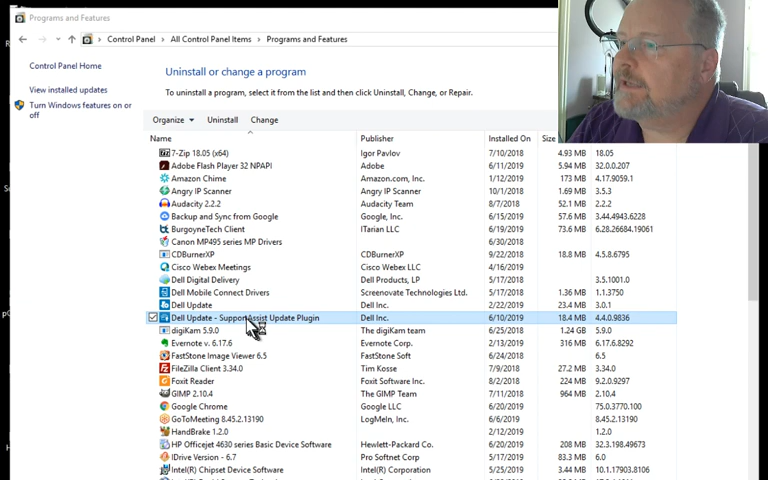 Programs and Features
Control Panel > All Control Panel Items > Programs and Features
Control Panel Home
View installed updates
Turn Windows features on or
off
Uninstall or change a program
To uninstall a program, select it from the list and then click Uninstall, Change, or Repair.
Organize Uninstall Change
Name Publisher Installed On Size
7-Zip 18.05 (x64) Igor Pavlov 7/10/2018 4.93 MB 18.05
Adobe Flash Player 32 NPAPI Adobe 6/11/2019 5.94 MB 32.0.0.207
Amazon Chime Amazon.com, Inc. 1/12/2019 173 MB 4.17.9059.1
Angry IP Scanner Angry IP Scanner 10/1/2018 1.69 MB 3.5.3
Audacity 2.2.2 Audacity Team 8/7/2018 52.1 MB 2.2.2
Backup and Sync from Google Google, Inc. 6/15/2019 57.6 MB 3.44.4943.6228
BurgoyneTech Client ITarian LLC 6/19/2019 73.6 MB 6.28.26684.19061
Canon MP495 series MP Drivers 6/30/2018
CDBurnerXP CDBurnerXP 9/22/2018 18.8 MB 4.5.8.6795
Cisco Webex Meetings Cisco Webex LLC 4/16/2019
Dell Digital Delivery Dell Products, LP 5/17/2018 3.5.1001.0
Dell Mobile Connect Drivers Screenovate Technologies Ltd. 5/17/2018 1.36 MB 1.1.3750
Dell Update Dell Inc. 2/22/2019 23.4 MB 3.0.1
Dell Update - SupportAssist Update Plugin Dell Inc. 6/10/2019 18.4 MB 4.4.0.9836
digiKam 5.9.0 The digiKam team 6/25/2018 1.24 GB 5.9.0
Evernote v. 6.17.6 Evernote Corp. 2/13/2019 316 MB 6.17.6.8292
FastStone Image Viewer 6.5 FastStone Soft 6/24/2018 6.5
FileZilla Client 3.34.0 Tim Kosse 7/9/2018 27.2 MB 3.34.0
Foxit Reader Foxit Software Inc. 8/2/2018 224 MB 9.2.0.9297
GIMP 2.10.4 The GIMP Team 7/11/2018 964 MB 2.10.4
Google Chrome Google LLC 6/20/2019 75.0.3770.100
GoToMeeting 8.45.2.13190 LogMeIn, Inc. 6/6/2019 8.45.2.13190
HandBrake 1.2.0 2/12/2019 1.2.0
HP Officejet 4630 series Basic Device Software Hewlett-Packard Co. 6/20/2019 208 MB 32.3.198.49673
IDrive Version - 6.7 Pro Softnet Corp 5/17/2019 83.3 MB 6.0
Intel(R) Chipset Device Software Intel(R) Corporation 5/25/2019 3.44 MB 10.1.17903.8106